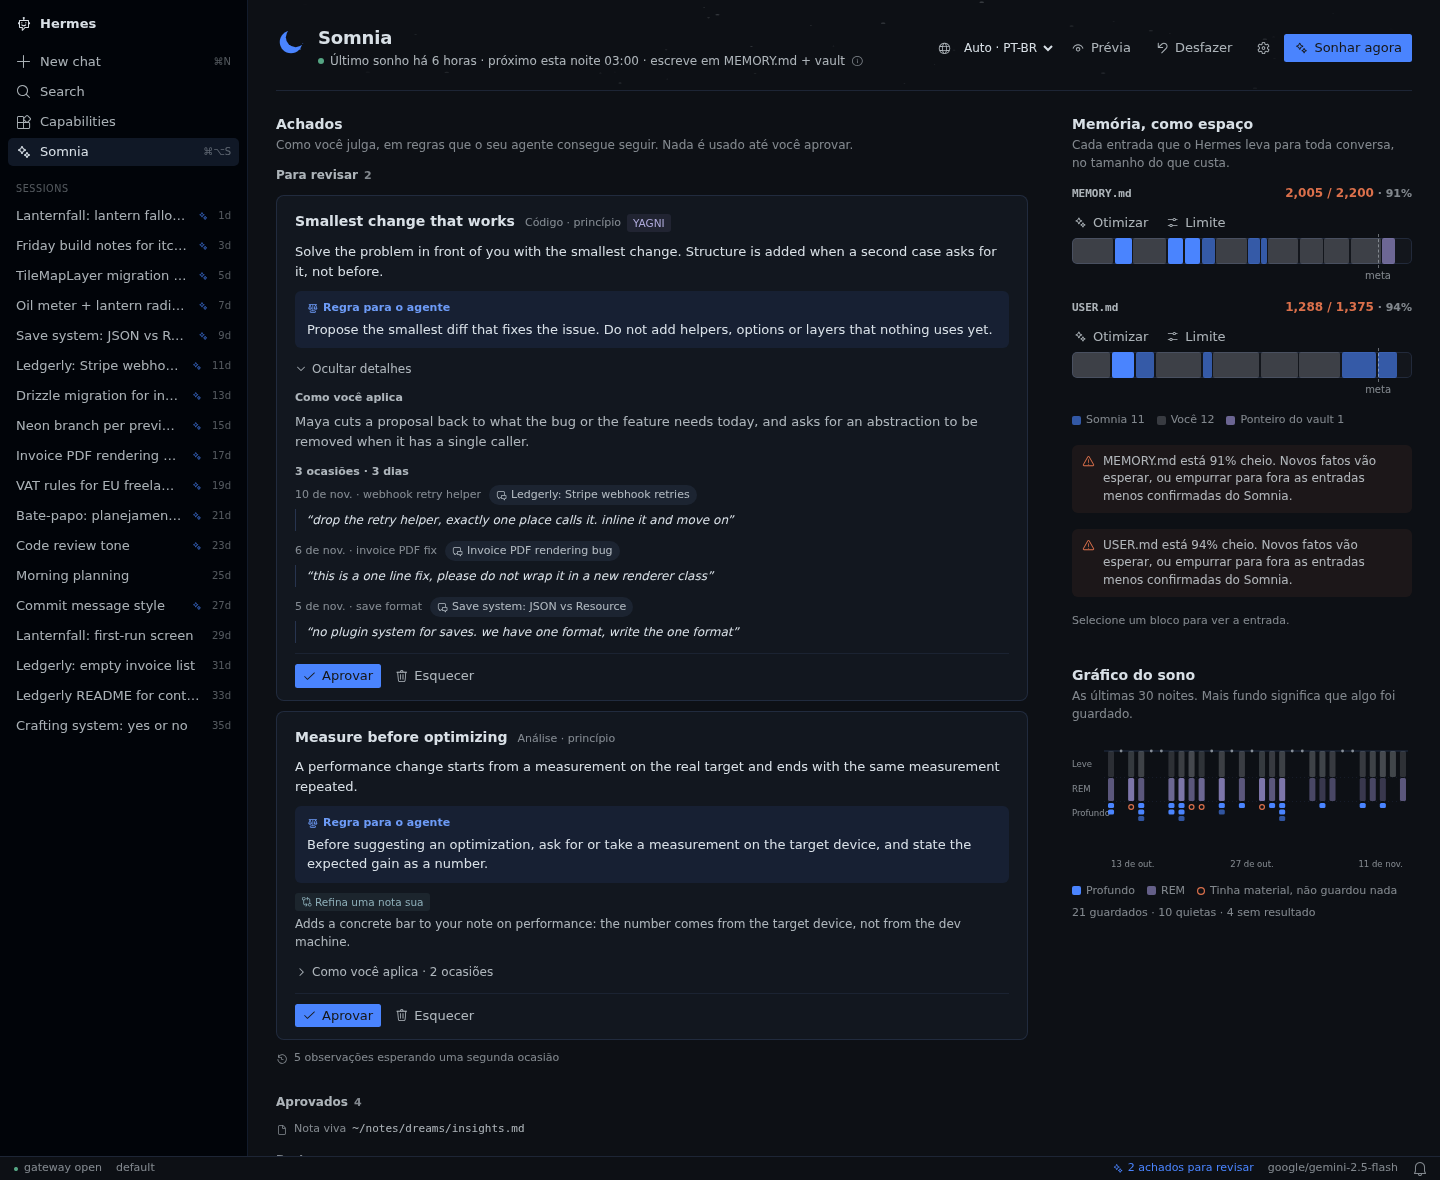 Hermes
New chat ⌘N
Search
Capabilities
Somnia ⌘⌥S
SESSIONS
Lanternfall: lantern fallo… 1d
Friday build notes for itc… 3d
TileMapLayer migration … 5d
Oil meter + lantern radi… 7d
Save system: JSON vs R… 9d
Ledgerly: Stripe webho… 11d
Drizzle migration for in… 13d
Neon branch per previ… 15d
Invoice PDF rendering … 17d
VAT rules for EU freela… 19d
Bate-papo: planejamen… 21d
Code review tone 23d
Morning planning 25d
Commit message style 27d
Lanternfall: first-run screen 29d
Ledgerly: empty invoice list 31d
Ledgerly README for cont… 33d
Crafting system: yes or no 35d
Somnia
Último sonho há 6 horas · próximo esta noite 03:00 · escreve em MEMORY.md + vault
Auto · PT-BR
Prévia
Desfazer
Sonhar agora
Achados
Como você julga, em regras que o seu agente consegue seguir. Nada é usado até você aprovar.
Para revisar 2
Smallest change that works Código · princípio YAGNI
Solve the problem in front of you with the smallest change. Structure is added when a second case asks for
it, not before.
Regra para o agente
Propose the smallest diff that fixes the issue. Do not add helpers, options or layers that nothing uses yet.
Ocultar detalhes
Como você aplica
Maya cuts a proposal back to what the bug or the feature needs today, and asks for an abstraction to be
removed when it has a single caller.
3 ocasiões · 3 dias
10 de nov. · webhook retry helper Ledgerly: Stripe webhook retries
“drop the retry helper, exactly one place calls it. inline it and move on”
6 de nov. · invoice PDF fix Invoice PDF rendering bug
“this is a one line fix, please do not wrap it in a new renderer class”
5 de nov. · save format Save system: JSON vs Resource
“no plugin system for saves. we have one format, write the one format”
Aprovar Esquecer
Measure before optimizing Análise · princípio
A performance change starts from a measurement on the real target and ends with the same measurement
repeated.
Regra para o agente
Before suggesting an optimization, ask for or take a measurement on the target device, and state the
expected gain as a number.
Refina uma nota sua
Adds a concrete bar to your note on performance: the number comes from the target device, not from the dev
machine.
Como você aplica · 2 ocasiões
Aprovar Esquecer
5 observações esperando uma segunda ocasião
Aprovados 4
Nota viva ~/notes/dreams/insights.md
Memória, como espaço
Cada entrada que o Hermes leva para toda conversa,
no tamanho do que custa.
MEMORY.md 2,005 / 2,200 · 91%
Otimizar Limite
meta
USER.md 1,288 / 1,375 · 94%
Otimizar Limite
meta
Somnia 11 Você 12 Ponteiro do vault 1
MEMORY.md está 91% cheio. Novos fatos vão
esperar, ou empurrar para fora as entradas
menos confirmadas do Somnia.
USER.md está 94% cheio. Novos fatos vão
esperar, ou empurrar para fora as entradas
menos confirmadas do Somnia.
Selecione um bloco para ver a entrada.
Gráfico do sono
As últimas 30 noites. Mais fundo significa que algo foi
guardado.
Leve
REM
Profundo
13 de out. 27 de out. 11 de nov.
Profundo REM Tinha material, não guardou nada
21 guardados · 10 quietas · 4 sem resultado
gateway open default
2 achados para revisar google/gemini-2.5-flash